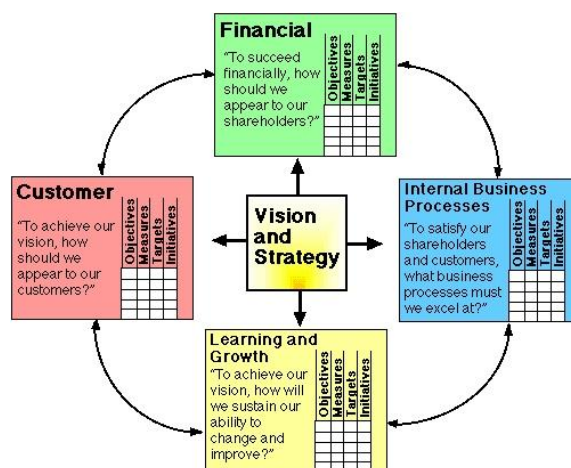 Financial
“To succeed
financially, how
should we
appear to our
shareholders?”
Objectives
Measures
Targets
Initiatives
Customer
“To achieve our
vision, how
should we
appear to our
customers?”
Objectives
Measures
Targets
Initiatives
Vision
and
Strategy
Internal Business
Processes
“To satisfy our
shareholders
and customers,
what business
processes must
we excel at?”
Objectives
Measures
Targets
Initiatives
Learning and
Growth
“To achieve our
vision, how will
we sustain our
ability to
change and
improve?”
Objectives
Measures
Targets
Initiatives